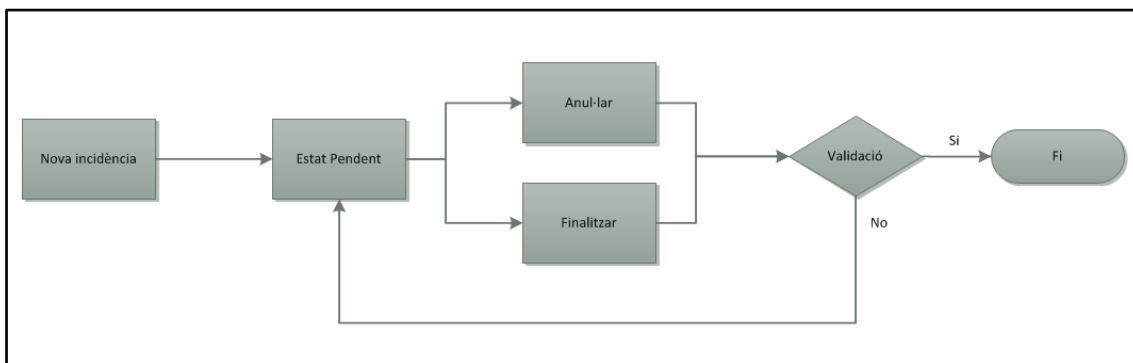 Nova incidència
Estat Pendent
Anul·lar
Finalitzar
Validació
Si
No
Fi